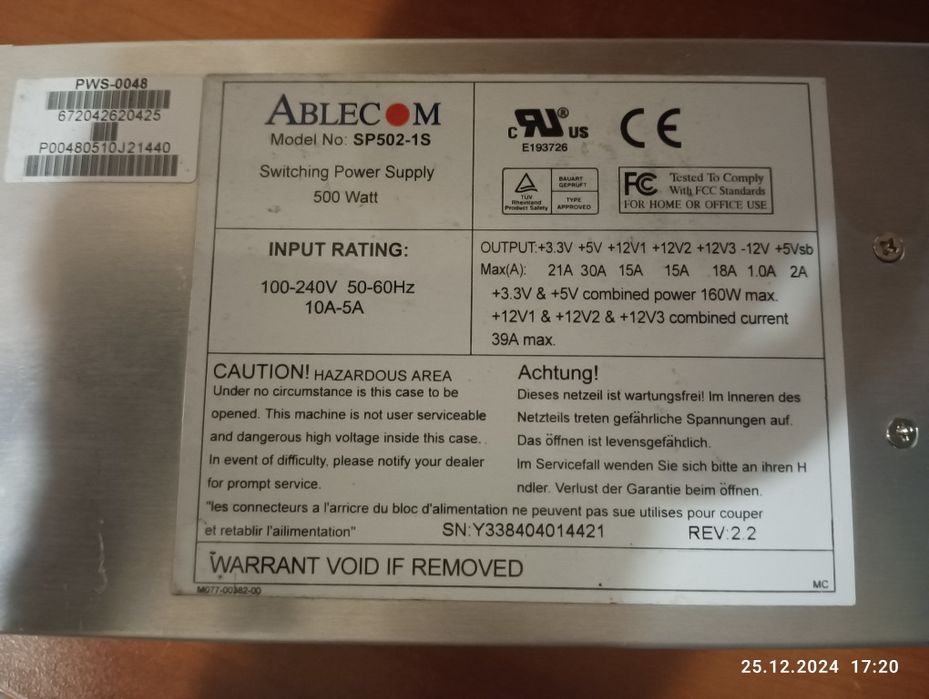 PWS-0048
672042620425
P00480510J21440
ABLECOM
Model No: SP502-1S
Switching Power Supply
500 Watt
C RU® US
E193726
CE
TÜV
Rheinland
Product Safety
BAUART
GEPRÜFT
TYPE
APPROVED
FCC
Tested To Comply
With FCC Standards
FOR HOME OR OFFICE USE
INPUT RATING:
100-240V 50-60Hz
10A-5A
OUTPUT:+3.3V +5V +12V1 +12V2 +12V3 -12V +5Vsb
Max(A): 21A 30A 15A 15A 18A 1.0A 2A
+3.3V & +5V combined power 160W max.
+12V1 & +12V2 & +12V3 combined current
39A max.
CAUTION! HAZARDOUS AREA
Under no circumstance is this case to be
opened. This machine is not user serviceable
and dangerous high voltage inside this case.
In event of difficulty, please notify your dealer
for prompt service.
Achtung!
Dieses netzeil ist wartungsfrei! Im Inneren des
Netzteils treten gefährliche Spannungen auf.
Das öffnen ist levensgefähdlich.
Im Servicefall wenden Sie sich bitte an ihren H
ndler. Verlust der Garantie beim öffnen.
"les connecteurs a l'arricre du bloc d'alimentation ne peuvent pas sue utilises pour couper
et retablir l'ailimentation"
SN:Y338404014421
REV:2.2
WARRANT VOID IF REMOVED
M077-00382-00
MC
25.12.2024 17:20